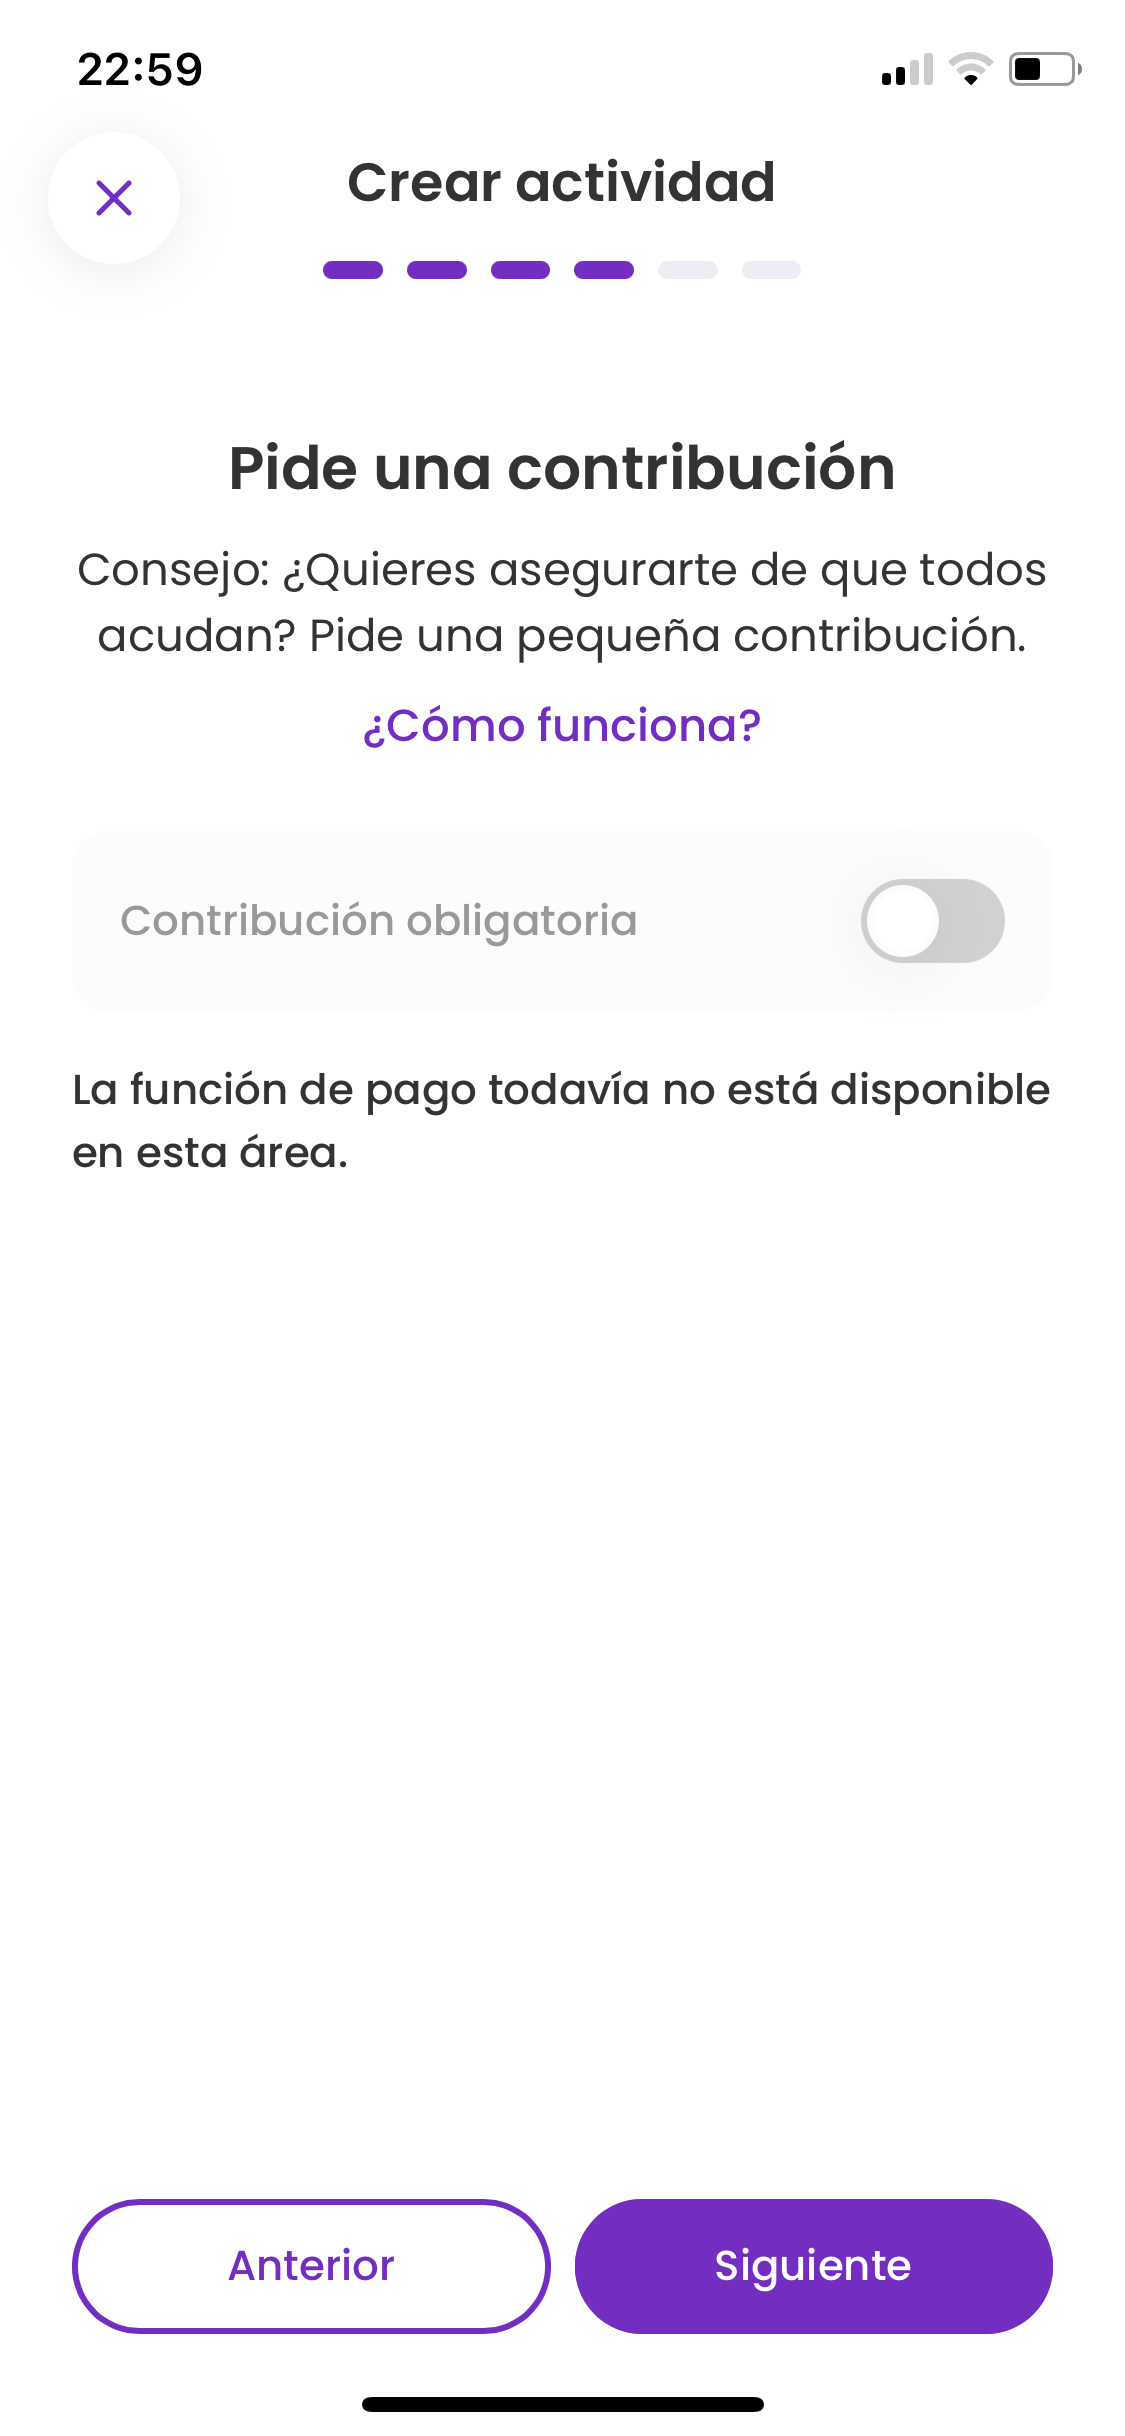 22:59
Crear actividad
Pide una contribución
Consejo: ¿Quieres asegurarte de que todos
acudan? Pide una pequeña contribución.
¿Cómo funciona?
Contribución obligatoria
La función de pago todavía no está disponible
en esta área.
Anterior
Siguiente